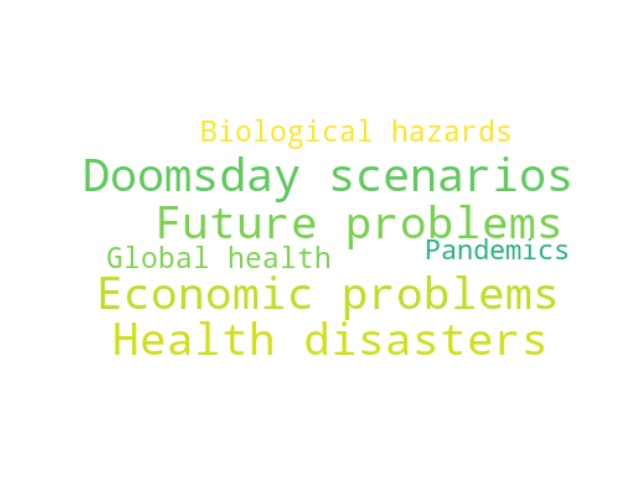 Biological hazards
Doomsday scenarios
Future problems
Global health
Pandemics
Economic problems
Health disasters